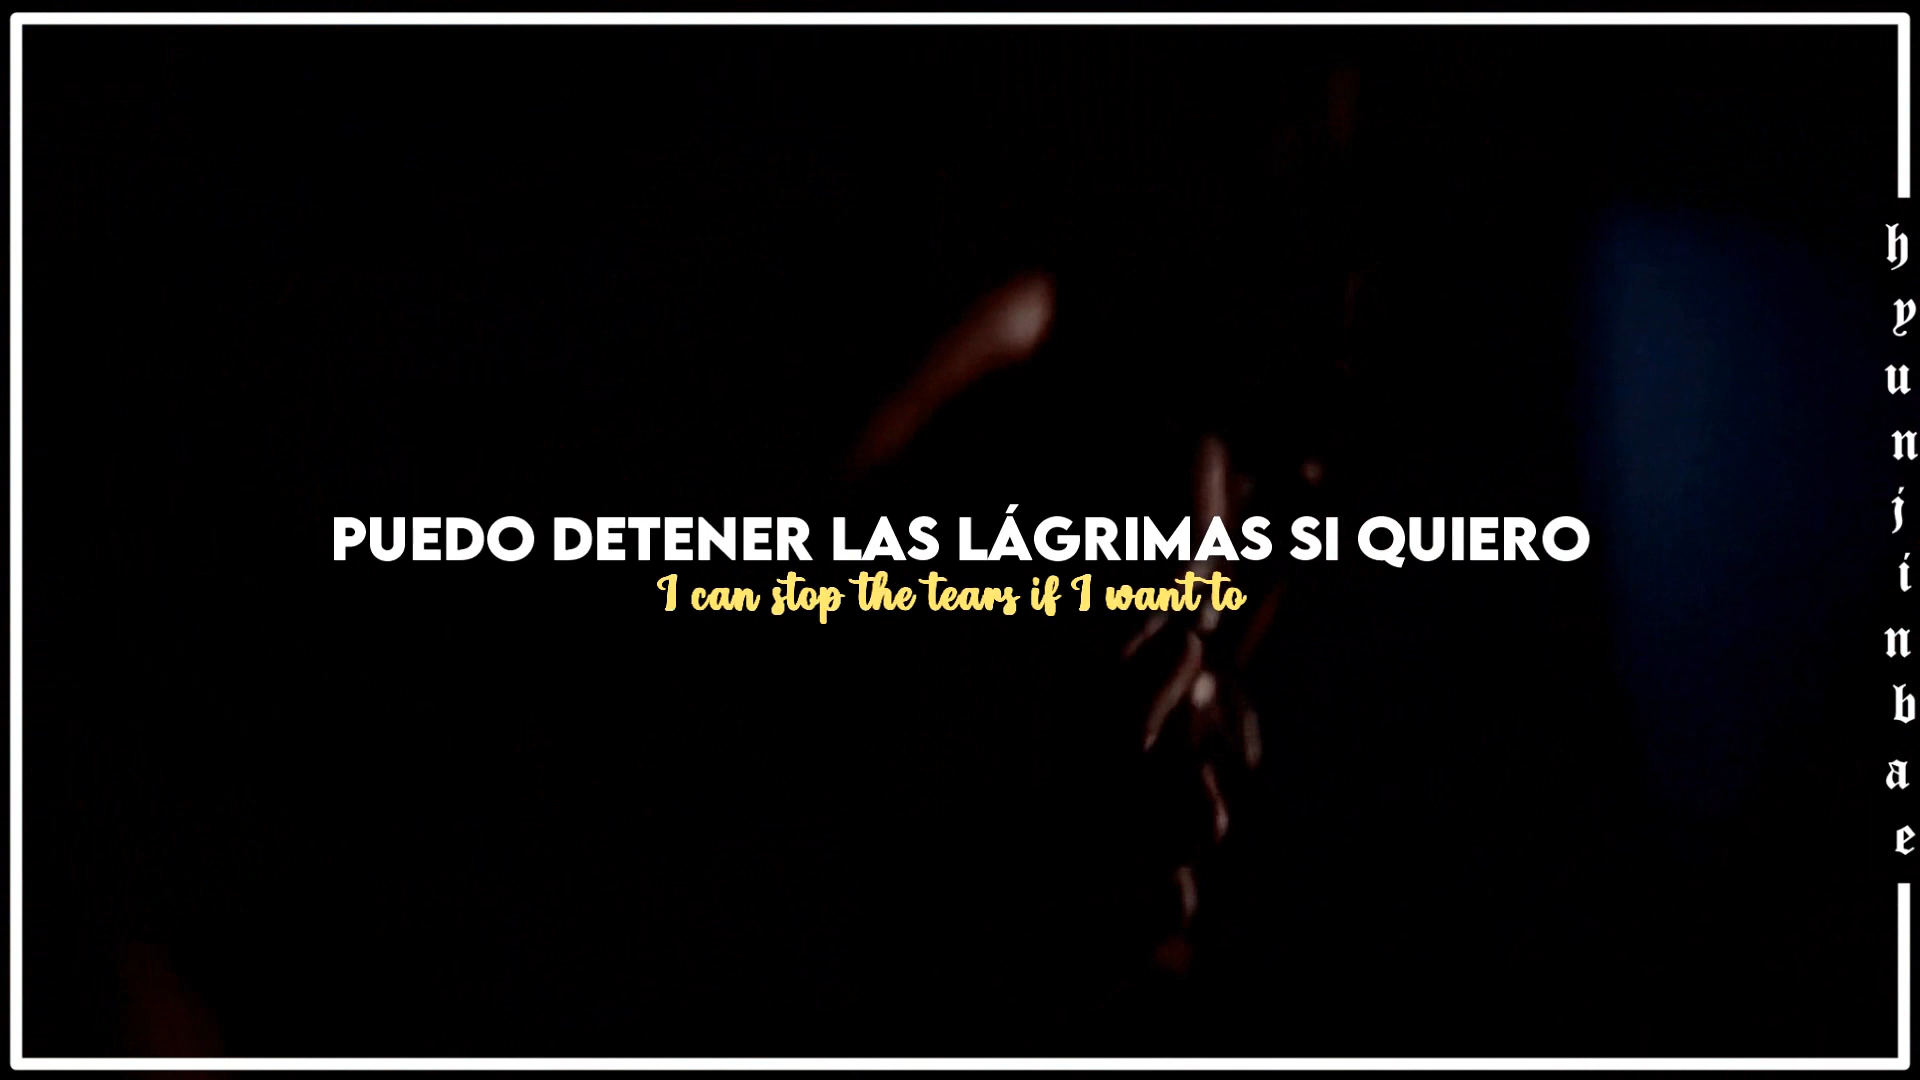 PUEDO DETENER LAS LÁGRIMAS SI QUIERO
I can stop the tears if I want to
hyunjinbae